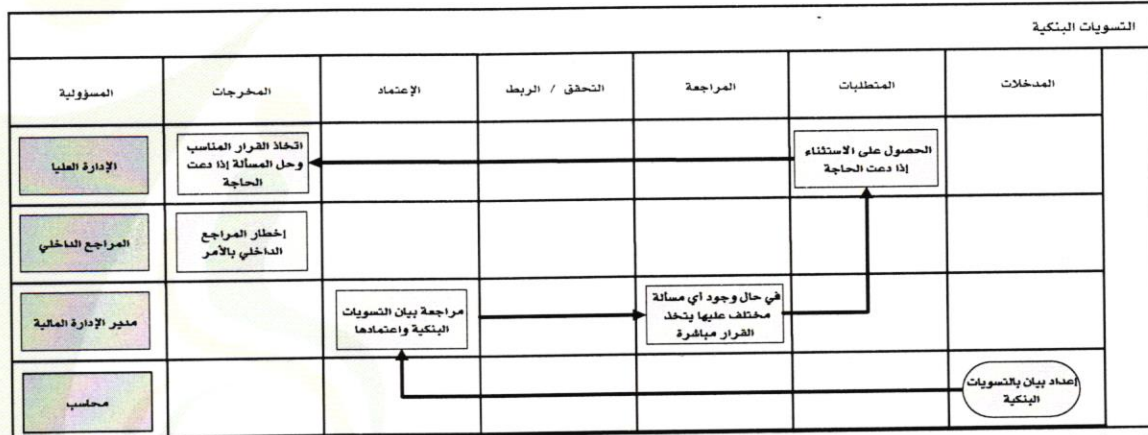 التسويات البنكية
المدخلات
المتطلبات
المراجعة
التحقق / الربط
الإعتماد
المخرجات
المسؤولية
الحصول على الاستثناء
إذا دعت الحاجة
اتخاذ القرار المناسب
وحل المسألة إذا دعت
الحاجة
الإدارة العليا
إخطار المراجع
الداخلي بالأمر
المراجع الداخلي
في حال وجود أي مسألة
مختلف عليها يتخذ
القرار مباشرة
مراجعة بيان التسويات
البنكية واعتمادها
مدير الإدارة المالية
إعداد بيان بالتسويات
البنكية
محاسب